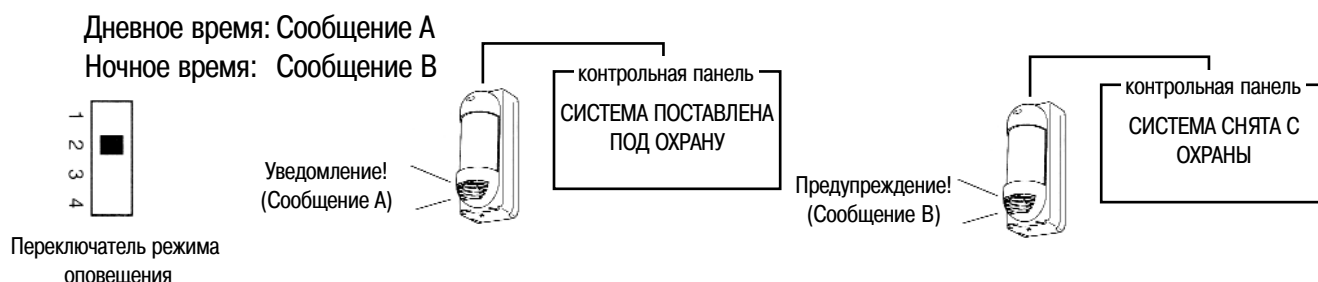 Дневное время: Сообщение A
Ночное время: Сообщение B
1
2
3
4
Переключатель режима
оповещения
Уведомление!
(Сообщение A)
контрольная панель
СИСТЕМА ПОСТАВЛЕНА
ПОД ОХРАНУ
Предупреждение!
(Сообщение B)
контрольная панель
СИСТЕМА СНЯТА С
ОХРАНЫ